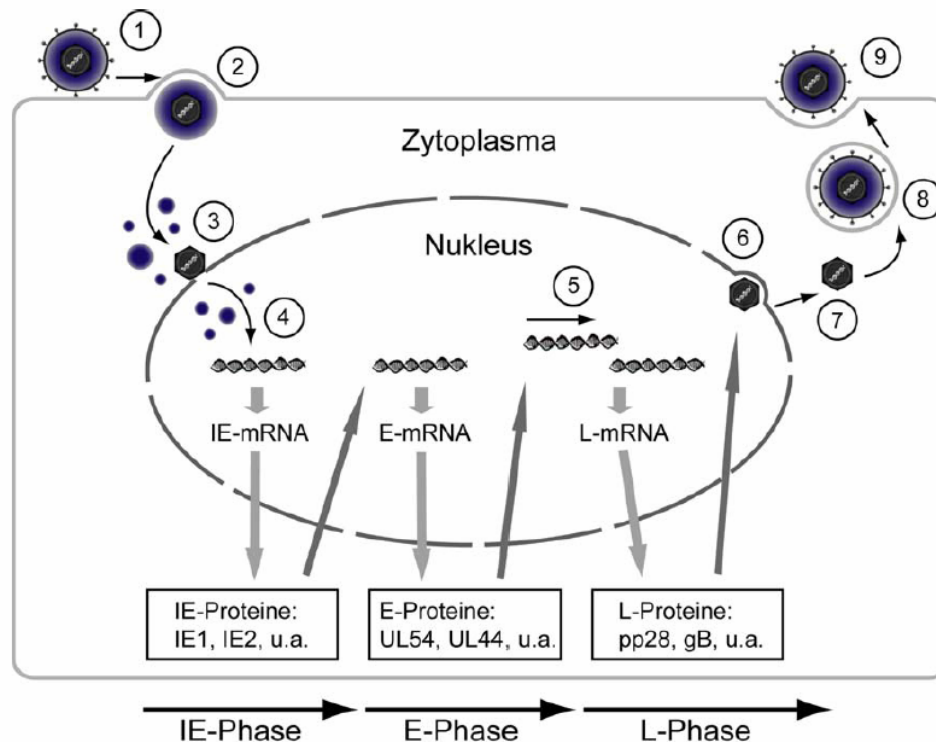 1
2
9
Zytoplasma
8
3
Nukleus
6
5
4
7
IE-mRNA
E-mRNA
L-mRNA
IE-Proteine:
IE1, IE2, u.a.
E-Proteine:
UL54, UL44, u.a.
L-Proteine:
pp28, gB, u.a.
IE-Phase
E-Phase
L-Phase